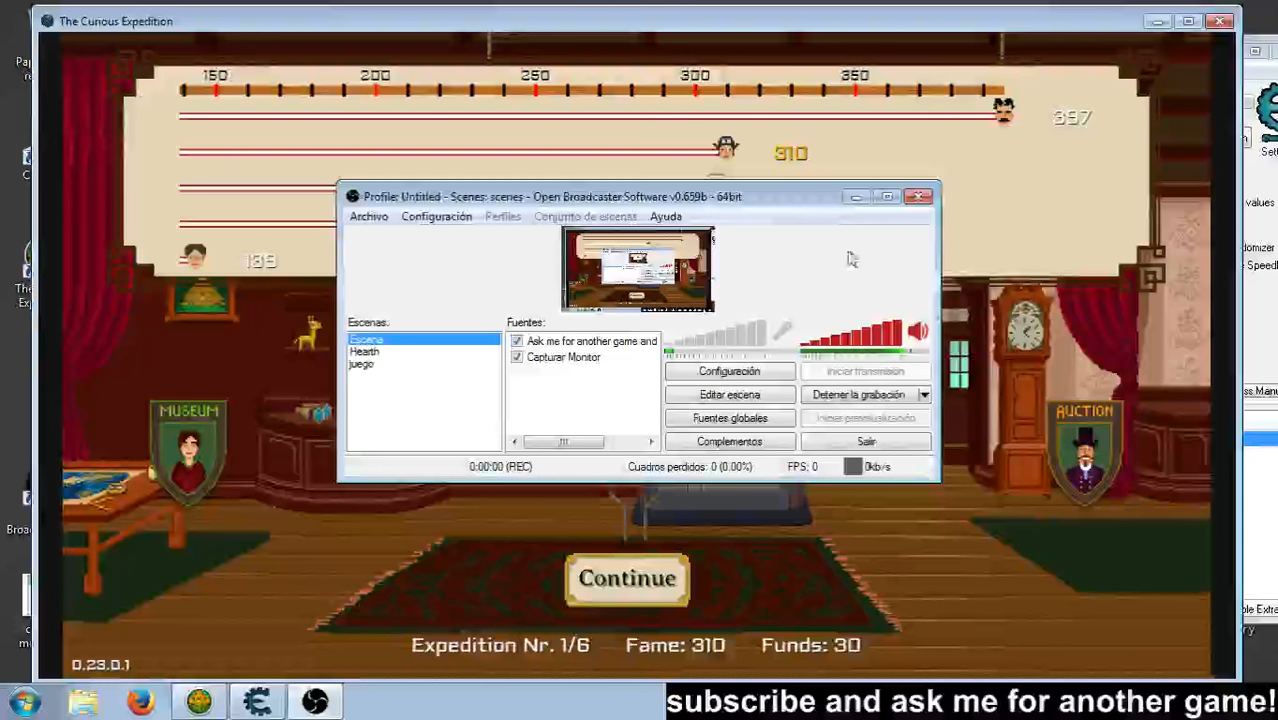 The Curious Expedition
150 200 250 300 350
397
310
135
Profile: Untitled - Scenes: scenes - Open Broadcaster Software v0.659b - 64bit
Archivo Configuración Perfiles Conjunto de escenas Ayuda
Escenas:
Escena
Hearth
juego
Fuentes:
Ask me for another game and
Capturar Monitor
Configuración
Iniciar transmisión
Editar escena
Detener la grabación
Fuentes globales
Iniciar previsualización
Complementos
Salir
0:00:00 (REC)
Cuadros perdidos: 0 (0.00%)
FPS: 0
0kb/s
MUSEUM
AUCTION
Continue
Expedition Nr. 1/6 Fame: 310 Funds: 30
0.23.0.1
subscribe and ask me for another game!